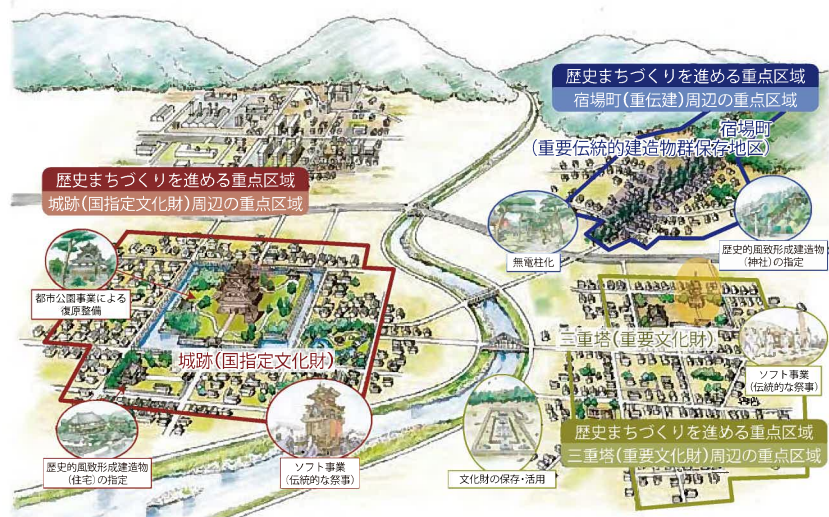 歴史まちづくりを進める重点区域
宿場町(重伝建)周辺の重点区域
宿場町
(重要伝統的建造物群保存地区)
歴史まちづくりを進める重点区域
城跡(国指定文化財)周辺の重点区域
無電柱化
歴史的風致形成建造物
(神社)の指定
都市公園事業による
復原整備
城跡(国指定文化財)
三重塔(重要文化財)
ソフト事業
(伝統的な祭事)
歴史的風致形成建造物
(住宅)の指定
ソフト事業
(伝統的な祭事)
文化財の保存・活用
歴史まちづくりを進める重点区域
三重塔(重要文化財)周辺の重点区域